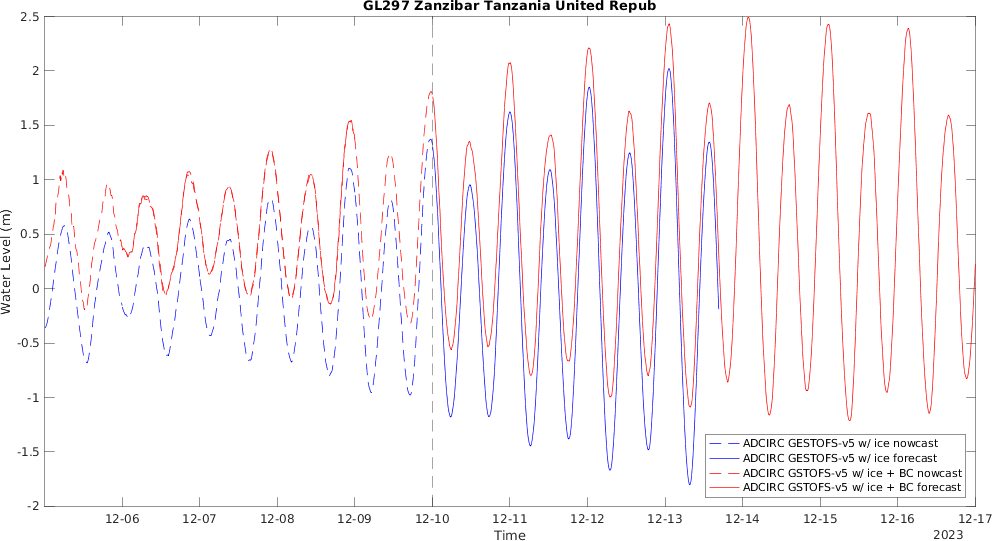 GL297 Zanzibar Tanzania United Repub
2.5
2
1.5
1
0.5
0
-0.5
-1
-1.5
-2
Water Level (m)
ADCIRC GESTOFS-v5 w/ ice nowcast
ADCIRC GESTOFS-v5 w/ ice forecast
ADCIRC GSTOFS-v5 w/ ice + BC nowcast
ADCIRC GSTOFS-v5 w/ ice + BC forecast
12-06 12-07 12-08 12-09 12-10 12-11 12-12 12-13 12-14 12-15 12-16 12-17
Time
2023